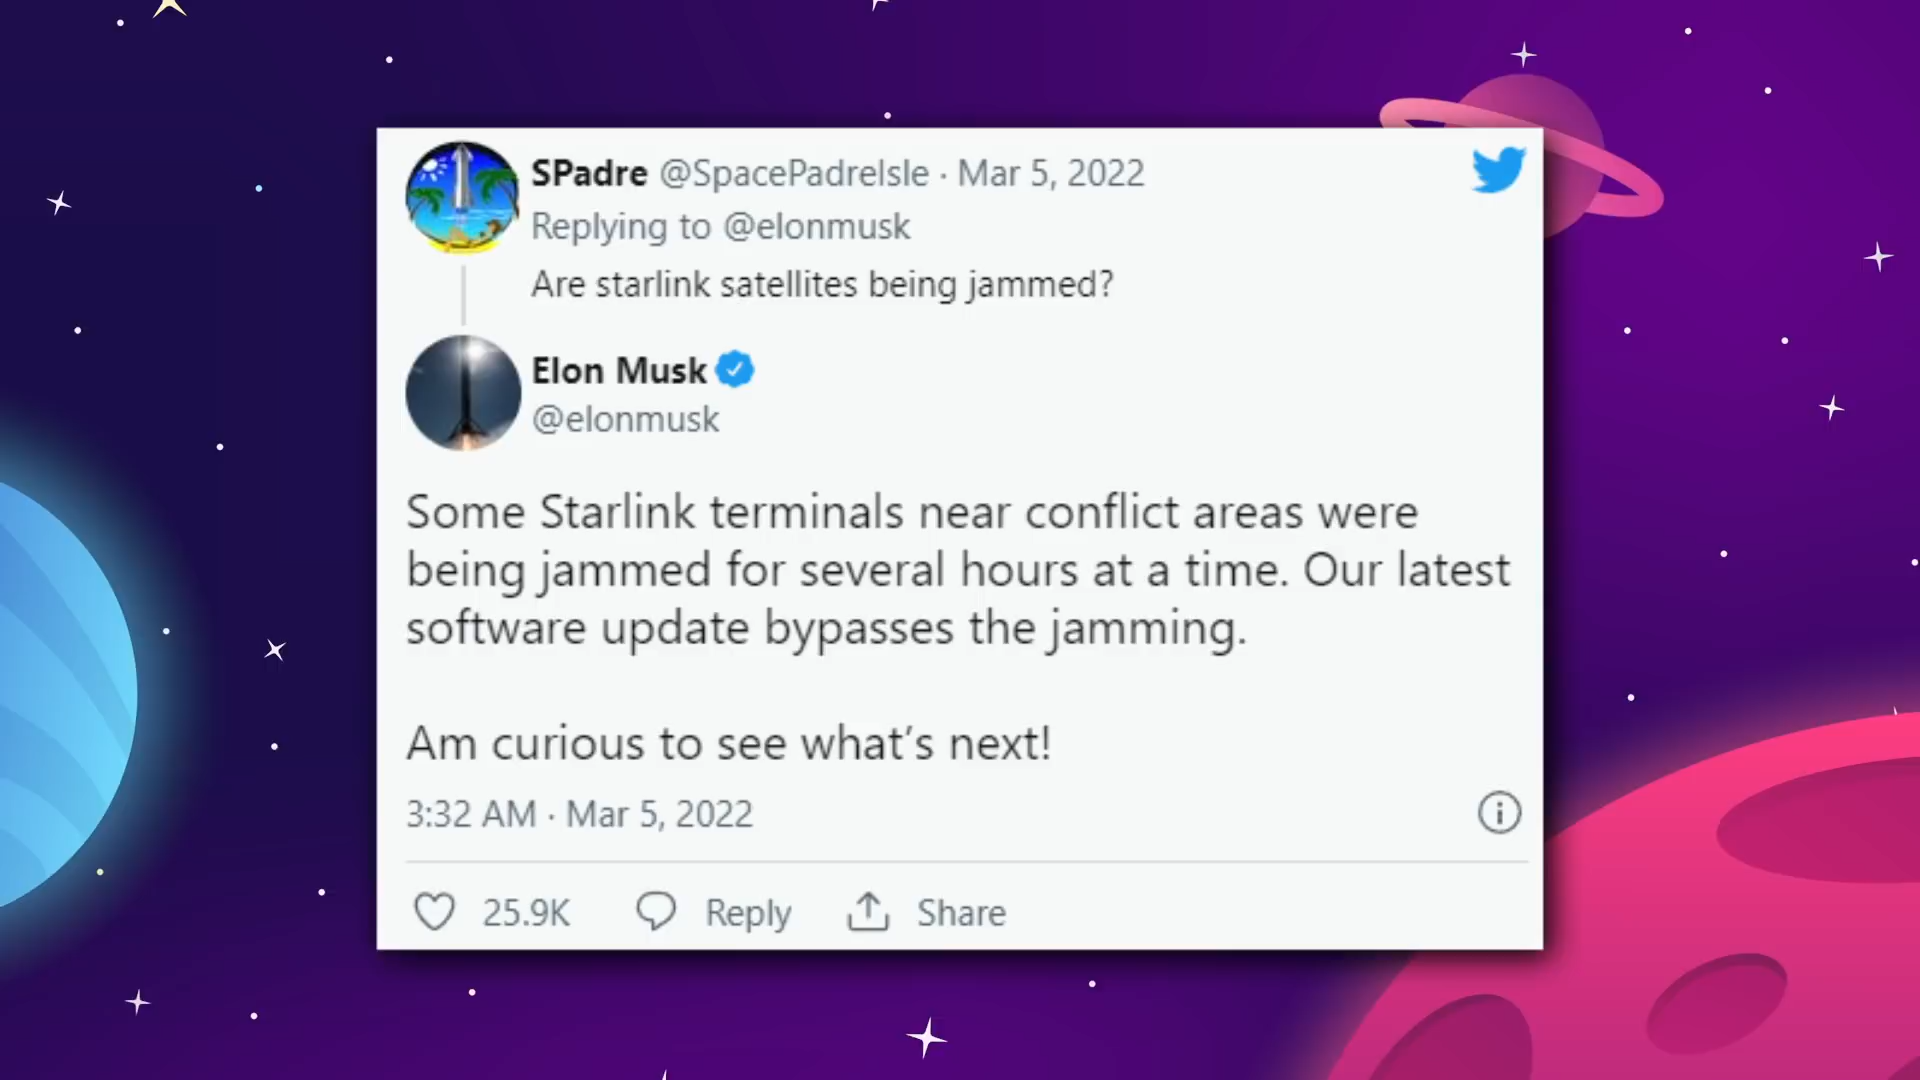 SPadre @SpacePadreIsle · Mar 5, 2022
Replying to @elonmusk
Are starlink satellites being jammed?
Elon Musk
@elonmusk
Some Starlink terminals near conflict areas were
being jammed for several hours at a time. Our latest
software update bypasses the jamming.
Am curious to see what's next!
3:32 AM · Mar 5, 2022
25.9K Reply Share